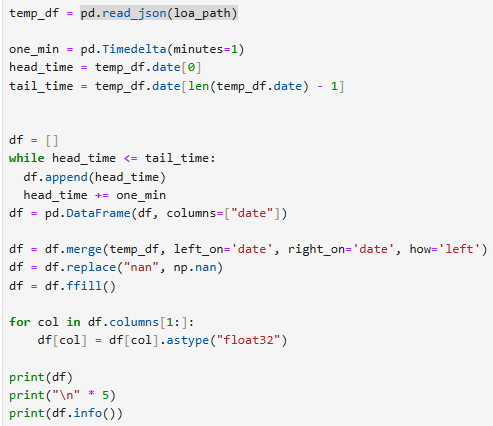 temp_df = pd.read_json(loa_path)
one_min = pd.Timedelta(minutes=1)
head_time = temp_df.date[0]
tail_time = temp_df.date[len(temp_df.date) - 1]
df = []
while head_time <= tail_time:
  df.append(head_time)
  head_time += one_min
df = pd.DataFrame(df, columns=["date"])
df = df.merge(temp_df, left_on='date', right_on='date', how='left')
df = df.replace("nan", np.nan)
df = df.ffill()
for col in df.columns[1:]:
    df[col] = df[col].astype("float32")
print(df)
print("\n" * 5)
print(df.info())